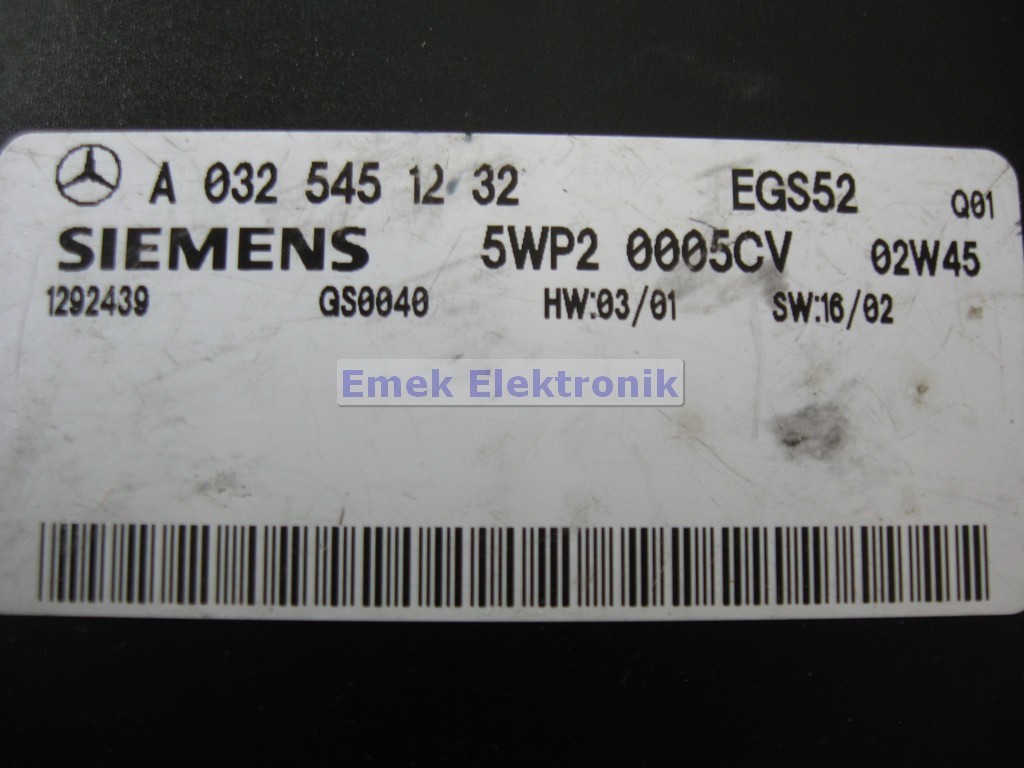 A 032 545 12 32 EGS52 Q01
SIEMENS 5WP2 0005CV 02W45
1292439 GS0040 HW:03/01 SW:16/02
Emek Elektronik